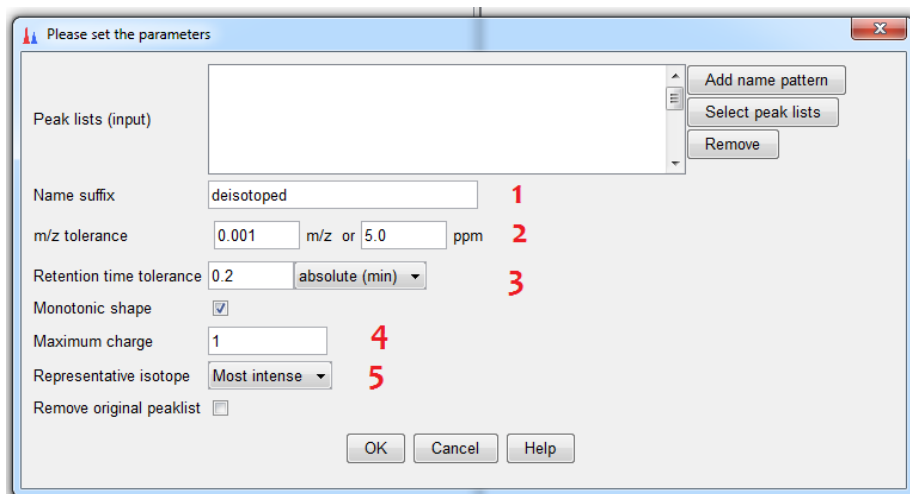 Please set the parameters
Peak lists (input)
Add name pattern
Select peak lists
Remove
Name suffix deisotoped 1
m/z tolerance 0.001 m/z or 5.0 ppm 2
Retention time tolerance 0.2 absolute (min) 3
Monotonic shape
Maximum charge 1 4
Representative isotope Most intense 5
Remove original peaklist
OK Cancel Help